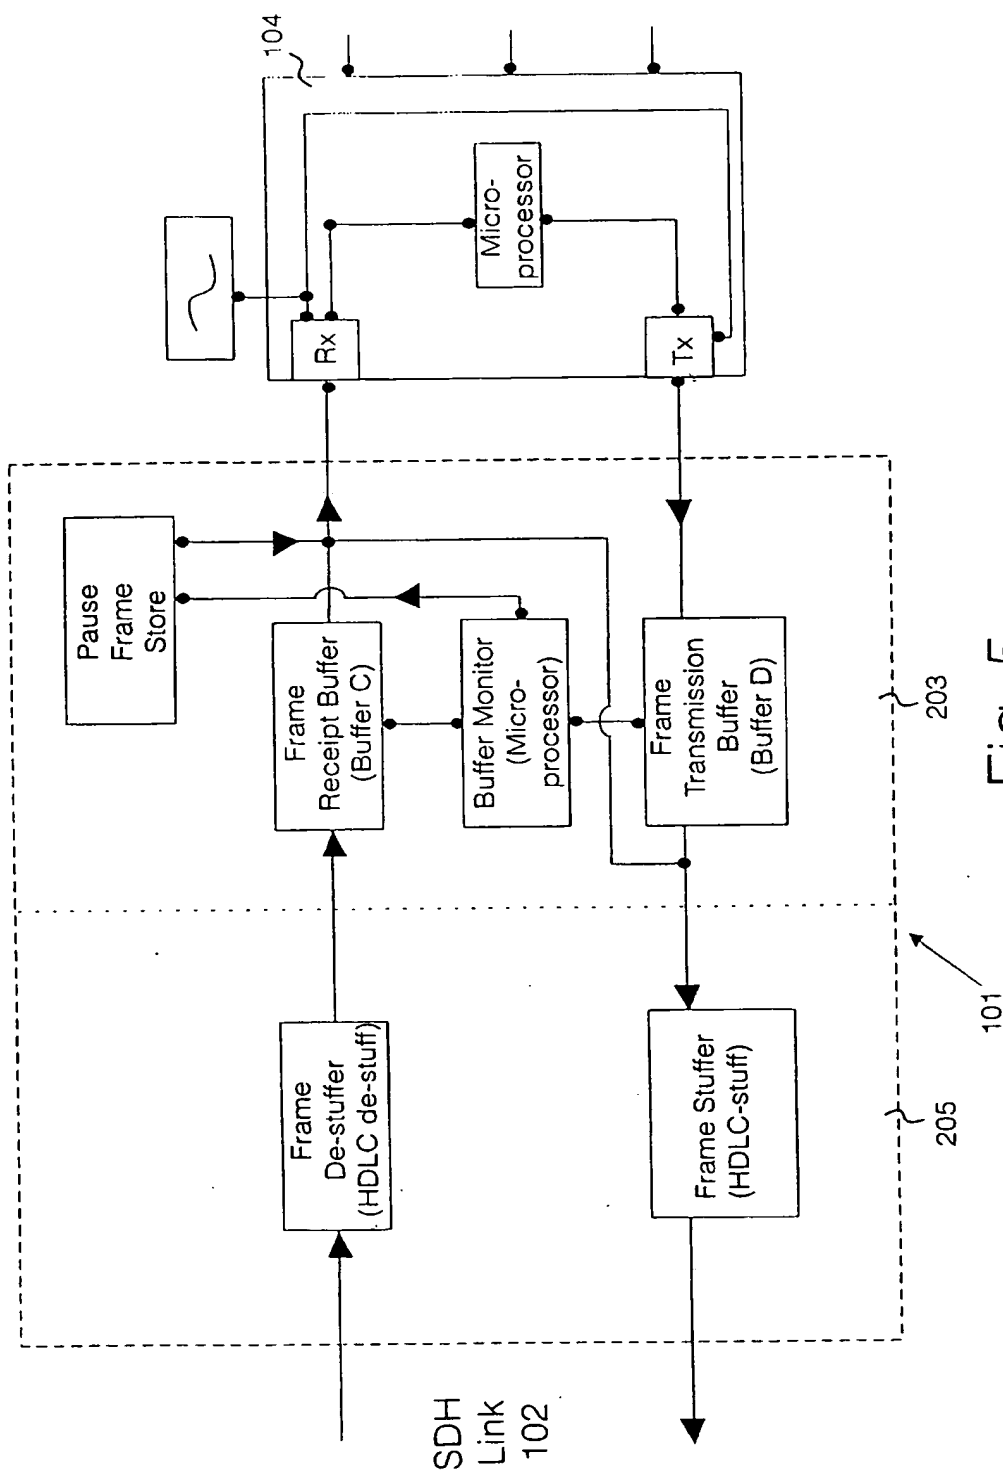 SDH
Link
102
Frame
De-stuffer
(HDLC de-stuff)
Frame Stuffer
(HDLC-stuff)
205
101
Pause
Frame
Store
Frame
Receipt Buffer
(Buffer C)
Buffer Monitor
(Micro-
processor)
Frame
Transmission
Buffer
(Buffer D)
203
104
Rx
Micro-
processor
Tx